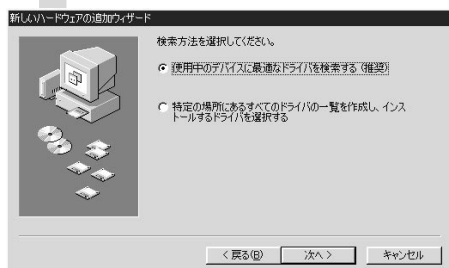 新しいハードウェアの追加ウィザード
検索方法を選択してください。
使用中のデバイスに最適なドライバを検索する (推奨)
特定の場所にあるすべてのドライバの一覧を作成し、インス
トールするドライバを選択する
< 戻る(B)
次へ >
キャンセル